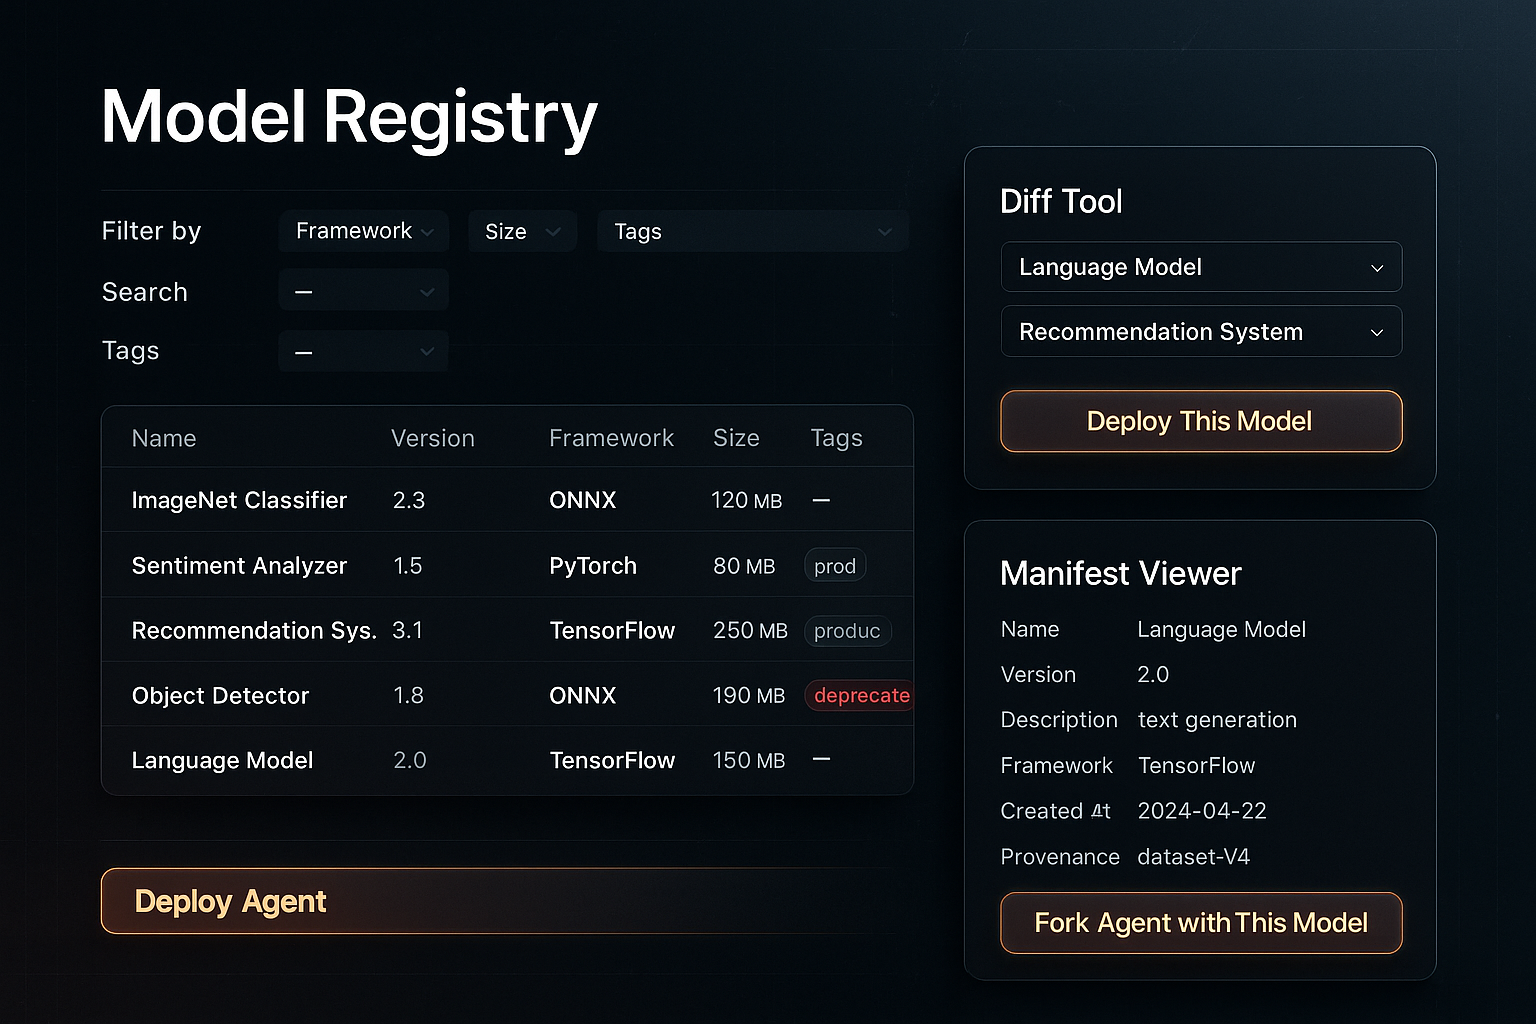 Model Registry
Filter by Framework Size Tags
Search —
Tags —
Name Version Framework Size Tags
ImageNet Classifier 2.3 ONNX 120 MB —
Sentiment Analyzer 1.5 PyTorch 80 MB prod
Recommendation Sys. 3.1 TensorFlow 250 MB produc
Object Detector 1.8 ONNX 190 MB deprecate
Language Model 2.0 TensorFlow 150 MB —
Deploy Agent
Diff Tool
Language Model
Recommendation System
Deploy This Model
Manifest Viewer
Name Language Model
Version 2.0
Description text generation
Framework TensorFlow
Created At 2024-04-22
Provenance dataset-V4
Fork Agent with This Model